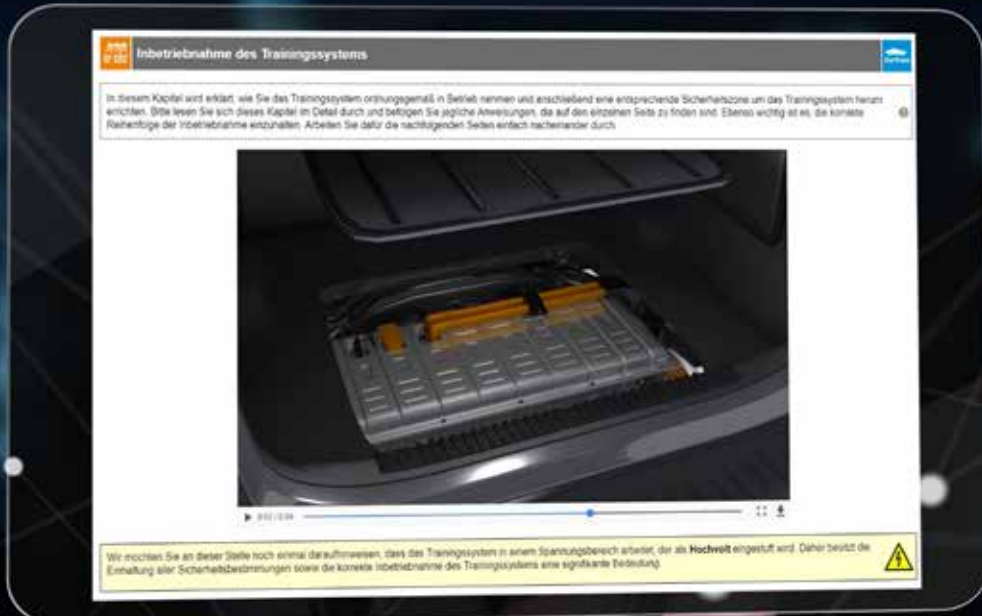 Inbetriebnahme des Trainingssystems
In diesem Kapitel wird erklärt, wie Sie das Trainingssystem ordnungsgemäß in Betrieb nehmen und anschließend eine entsprechende Sicherheitszone um das Trainingssystem herum
errichten. Bitte lesen Sie sich dieses Kapitel im Detail durch und befolgen Sie jegliche Anweisungen, die auf den einzelnen Seite zu finden sind. Ebenso wichtig ist es, die korrekte
Reihenfolge der Inbetriebnahme einzuhalten. Arbeiten Sie dafür die nachfolgenden Seiten einfach nacheinander durch.
0:02 / 0:04
Wir möchten Sie an dieser Stelle noch einmal daraufhinweisen, dass das Trainingssystem in einem Spannungsbereich arbeitet, der als Hochvolt eingestuft wird. Daher besitzt die
Einhaltung aller Sicherheitsbestimmungen sowie die korrekte Inbetriebnahme des Trainingssystems eine signifikante Bedeutung.